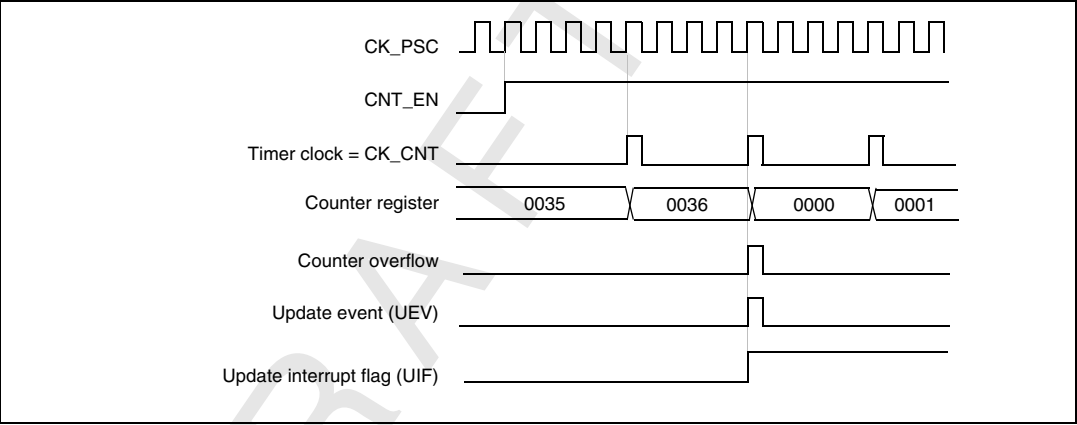 CK_PSC
CNT_EN
Timer clock = CK_CNT
Counter register 0035 0036 0000 0001
Counter overflow
Update event (UEV)
Update interrupt flag (UIF)
RAFT